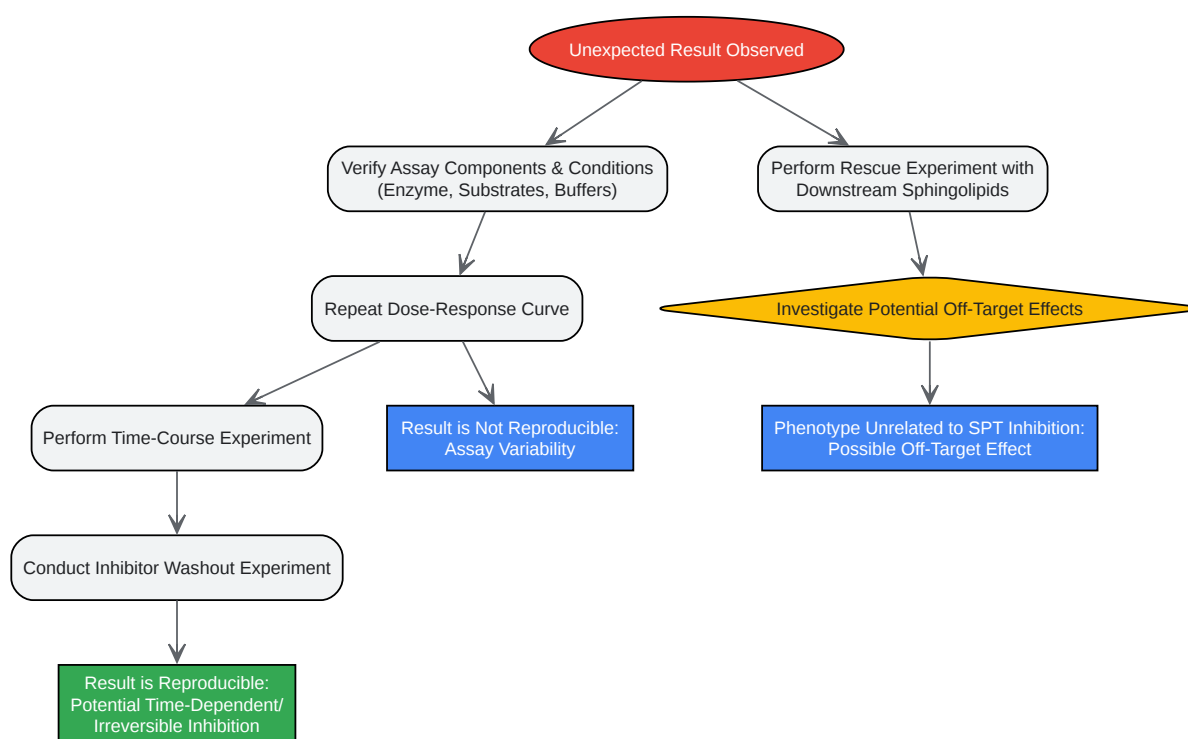 Unexpected Result Observed
Verify Assay Components & Conditions
(Enzyme, Substrates, Buffers)
Perform Rescue Experiment with
Downstream Sphingolipids
Repeat Dose-Response Curve
Investigate Potential Off-Target Effects
Perform Time-Course Experiment
Result is Not Reproducible:
Assay Variability
Phenotype Unrelated to SPT Inhibition:
Possible Off-Target Effect
Conduct Inhibitor Washout Experiment
Result is Reproducible:
Potential Time-Dependent/
Irreversible Inhibition